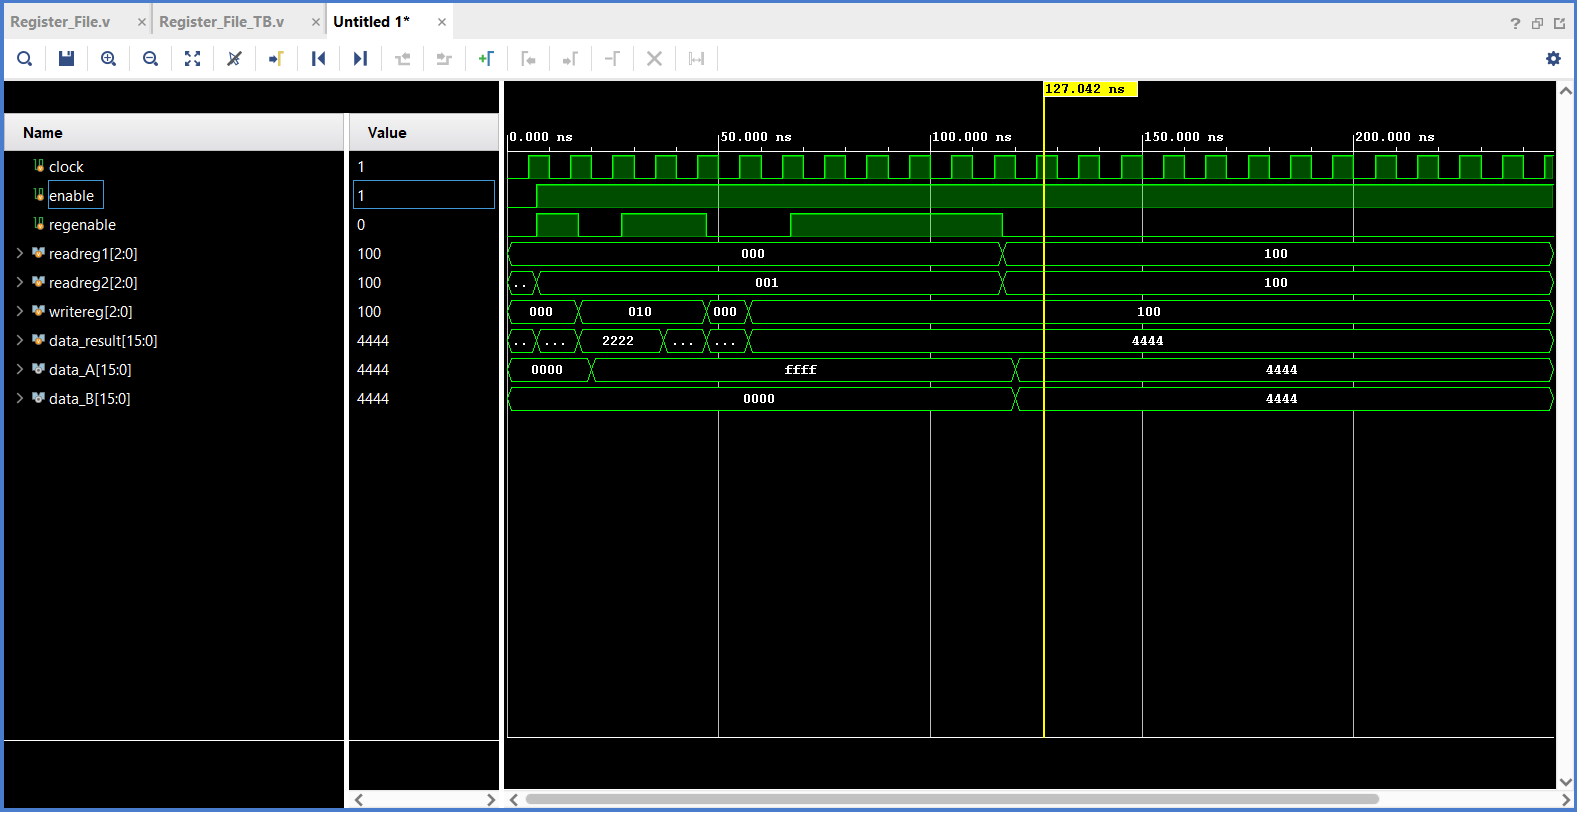 Register_File.v × Register_File_TB.v × Untitled 1* ×
?
127.042 ns
Name Value
0.000 ns 50.000 ns 100.000 ns 150.000 ns 200.000 ns
clock 1
enable 1
regenable 0
readreg1[2:0] 100 000 100
readreg2[2:0] 100 .. 001 100
writereg[2:0] 100 000 010 000 100
data_result[15:0] 4444 .. ... 2222 ... ... 4444
data_A[15:0] 4444 0000 ffff 4444
data_B[15:0] 4444 0000 4444